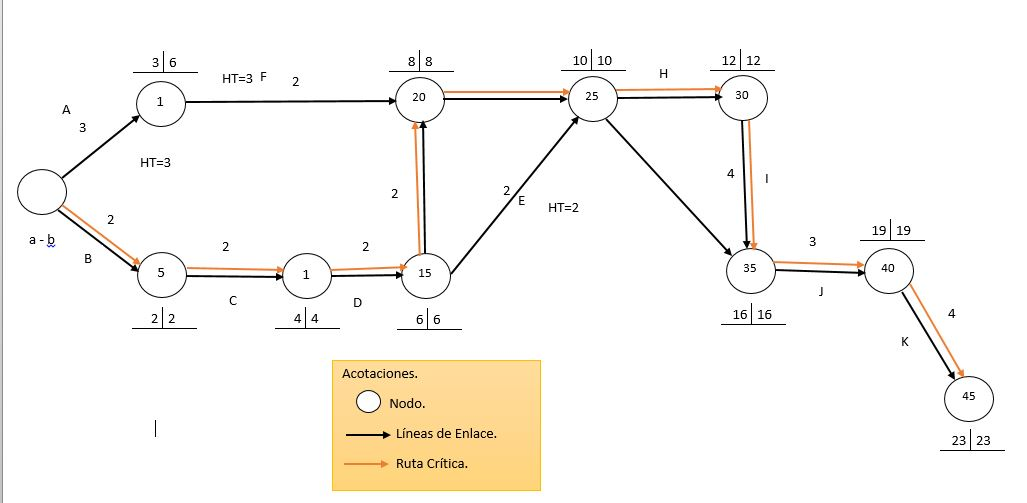 3 | 6
8 | 8
10 | 10
12 | 12
HT=3 F 2
H
A
3
1
20
25
30
HT=3
2
2
E
HT=2
4
I
a - b
2
B
19 | 19
3
5
2
C
1
2
D
15
35
J
40
2 | 2
4 | 4
6 | 6
16 | 16
4
K
45
23 | 23
Acotaciones.
Nodo.
Líneas de Enlace.
Ruta Crítica.